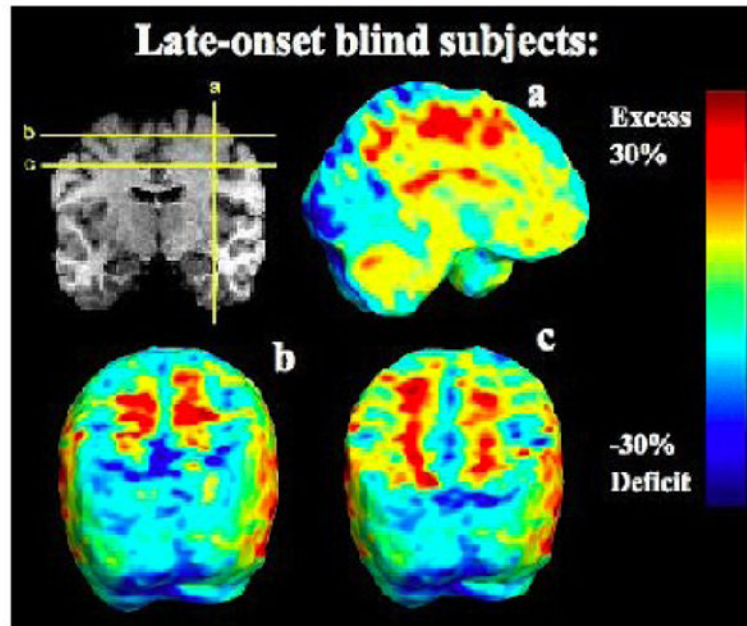 Late-onset blind subjects:
a
b
c
a
Excess
30%
b
c
-30%
Deficit